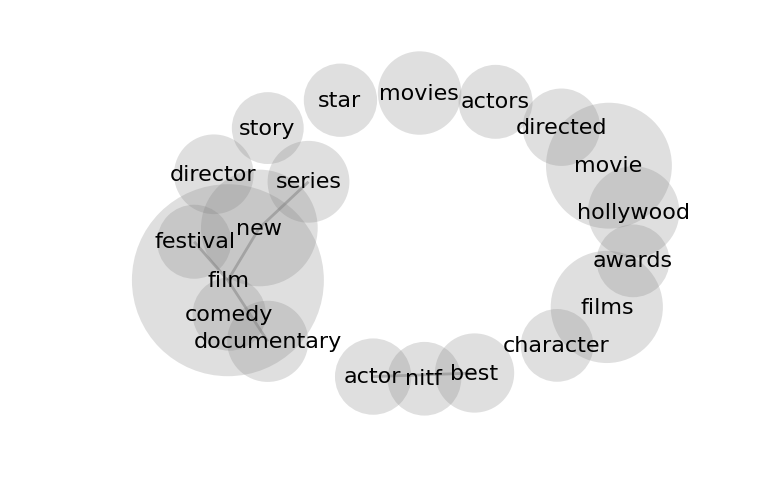 movies
star
actors
story
directed
movie
director
series
hollywood
new
festival
awards
film
films
comedy
documentary
character
best
actor
nitf